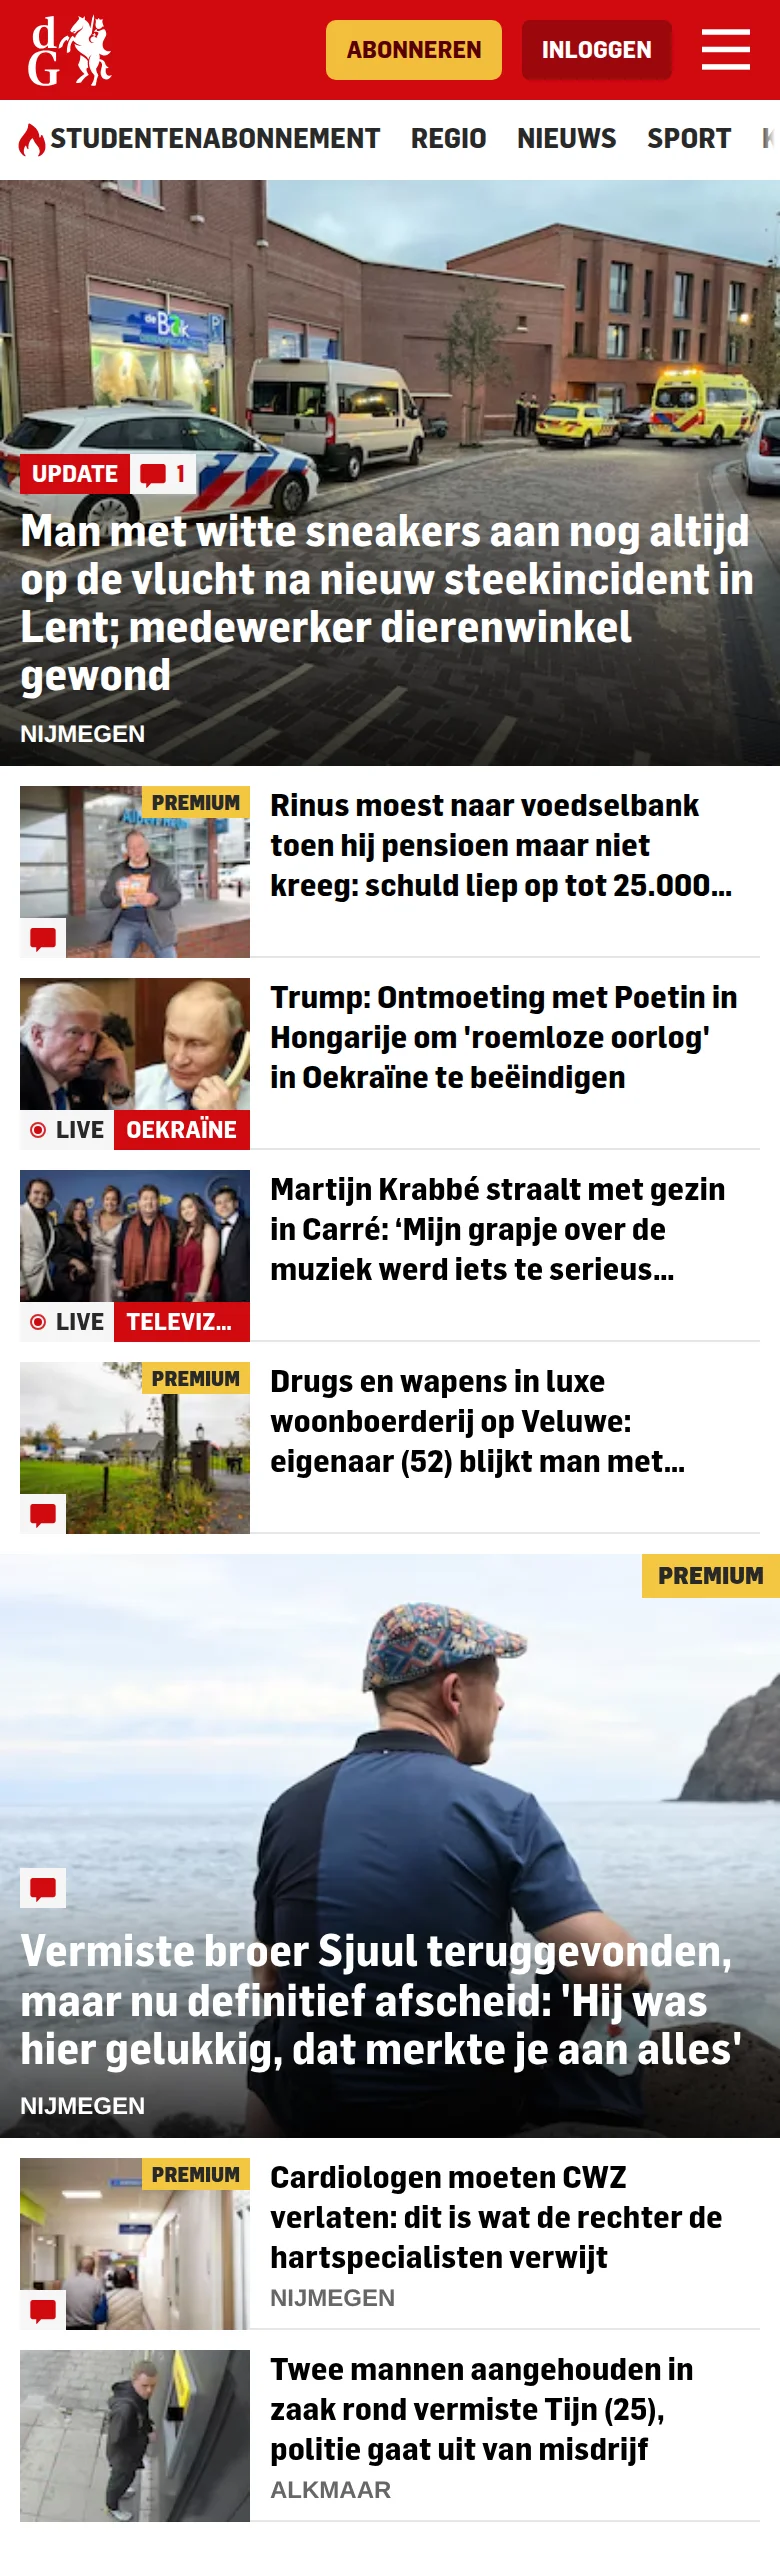 dG
ABONNEREN
INLOGGEN
STUDENTENABONNEMENT REGIO NIEUWS SPORT
de Bek
P
UPDATE 1
Man met witte sneakers aan nog altijd
op de vlucht na nieuw steekincident in
Lent; medewerker dierenwinkel
gewond
NIJMEGEN
PREMIUM
Rinus moest naar voedselbank
toen hij pensioen maar niet
kreeg: schuld liep op tot 25.000...
Trump: Ontmoeting met Poetin in
Hongarije om 'roemloze oorlog'
in Oekraïne te beëindigen
LIVE OEKRAÏNE
Martijn Krabbé straalt met gezin
in Carré: ‘Mijn grapje over de
muziek werd iets te serieus...
LIVE TELEVIZ...
PREMIUM
Drugs en wapens in luxe
woonboerderij op Veluwe:
eigenaar (52) blijkt man met...
PREMIUM
Vermiste broer Sjuul teruggevonden,
maar nu definitief afscheid: 'Hij was
hier gelukkig, dat merkte je aan alles'
NIJMEGEN
PREMIUM
Cardiologen moeten CWZ
verlaten: dit is wat de rechter de
hartspecialisten verwijt
NIJMEGEN
Twee mannen aangehouden in
zaak rond vermiste Tijn (25),
politie gaat uit van misdrijf
ALKMAAR